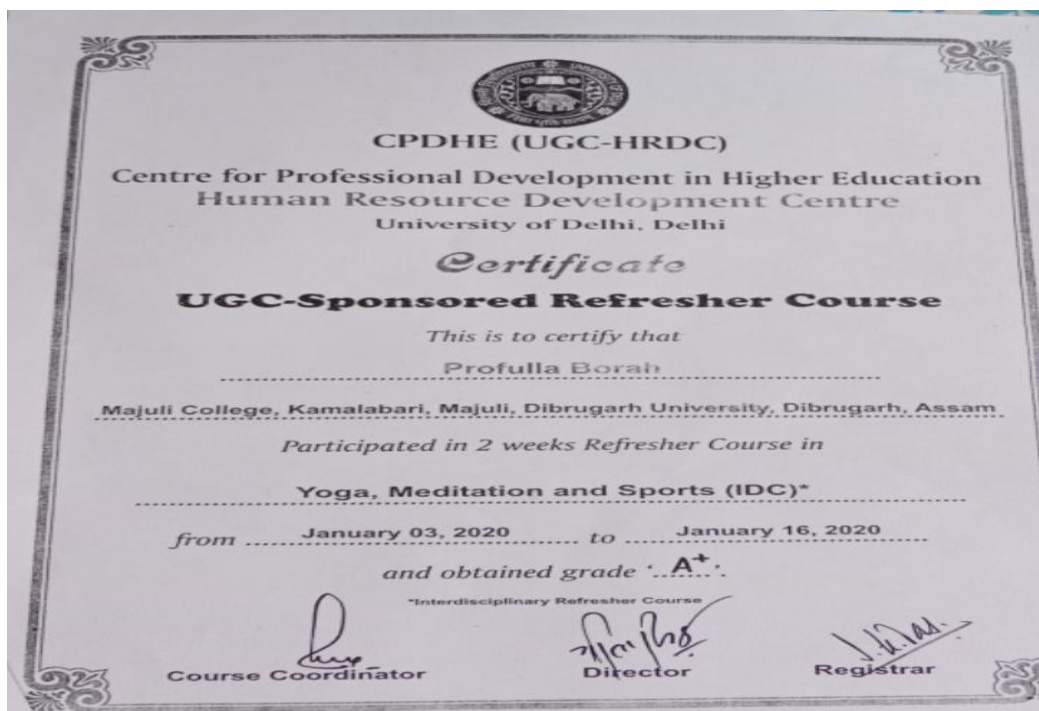 CPDHE (UGC-HRDC)
Centre for Professional Development in Higher Education
Human Resource Development Centre
University of Delhi, Delhi
Certificate
UGC-Sponsored Refresher Course
This is to certify that
Profulla Borah
Majuli College, Kamalabari, Majuli, Dibrugarh University, Dibrugarh, Assam
Participated in 2 weeks Refresher Course in
Yoga, Meditation and Sports (IDC)*
from January 03, 2020 to January 16, 2020
and obtained grade 'A+'
*Interdisciplinary Refresher Course
Course Coordinator Director Registrar